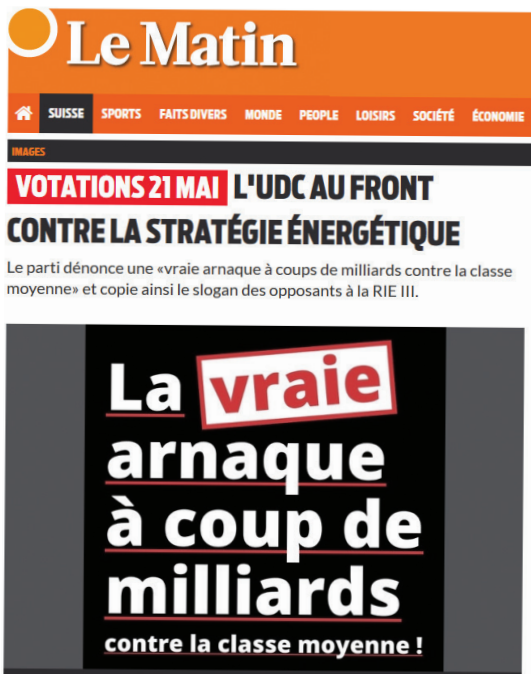 Le Matin
SUISSE SPORTS FAITS DIVERS MONDE PEOPLE LOISIRS SOCIÉTÉ ÉCONOMIE
IMAGES
VOTATIONS 21 MAI L'UDC AU FRONT
CONTRE LA STRATÉGIE ÉNERGÉTIQUE
Le parti dénonce une «vraie arnaque à coups de milliards contre la classe
moyenne» et copie ainsi le slogan des opposants à la RIE III.
La vraie
arnaque
à coup de
milliards
contre la classe moyenne !